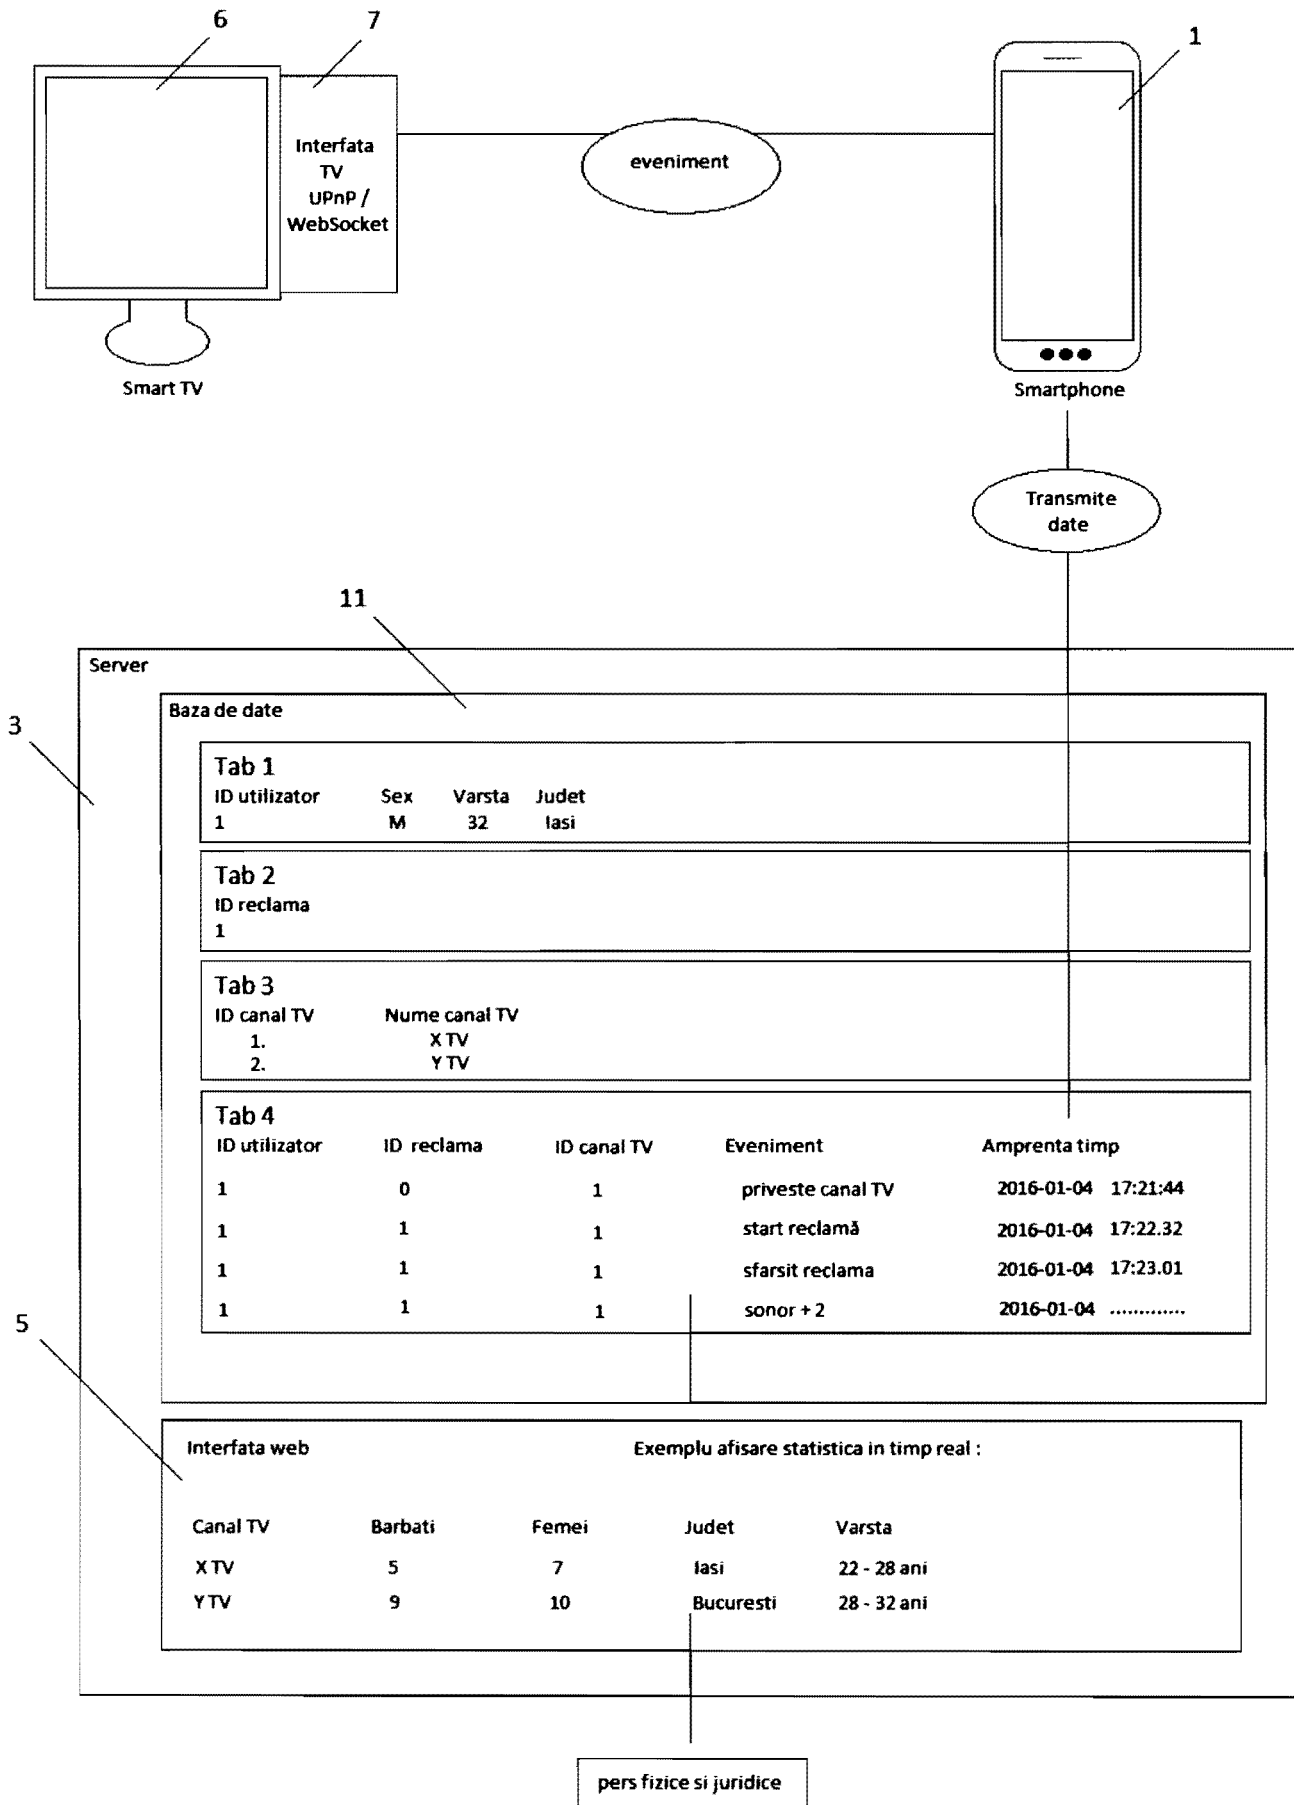 6
7
1
Interfata
TV
UPnP /
WebSocket
eveniment
Smart TV
Smartphone
Transmite
date
11
Server
3
Baza de date
Tab 1
ID utilizator Sex Varsta Judet
1 M 32 Iasi
Tab 2
ID reclama
1
Tab 3
ID canal TV Nume canal TV
1. X TV
2. Y TV
Tab 4
ID utilizator ID reclama ID canal TV Eveniment Amprenta timp
1 0 1 priveste canal TV 2016-01-04 17:21:44
1 1 1 start reclamă 2016-01-04 17:22.32
1 1 1 sfarsit reclama 2016-01-04 17:23.01
1 1 1 sonor + 2 2016-01-04 .............
5
Interfata web Exemplu afisare statistica in timp real :
Canal TV Barbati Femei Judet Varsta
X TV 5 7 Iasi 22 - 28 ani
Y TV 9 10 Bucuresti 28 - 32 ani
pers fizice si juridice